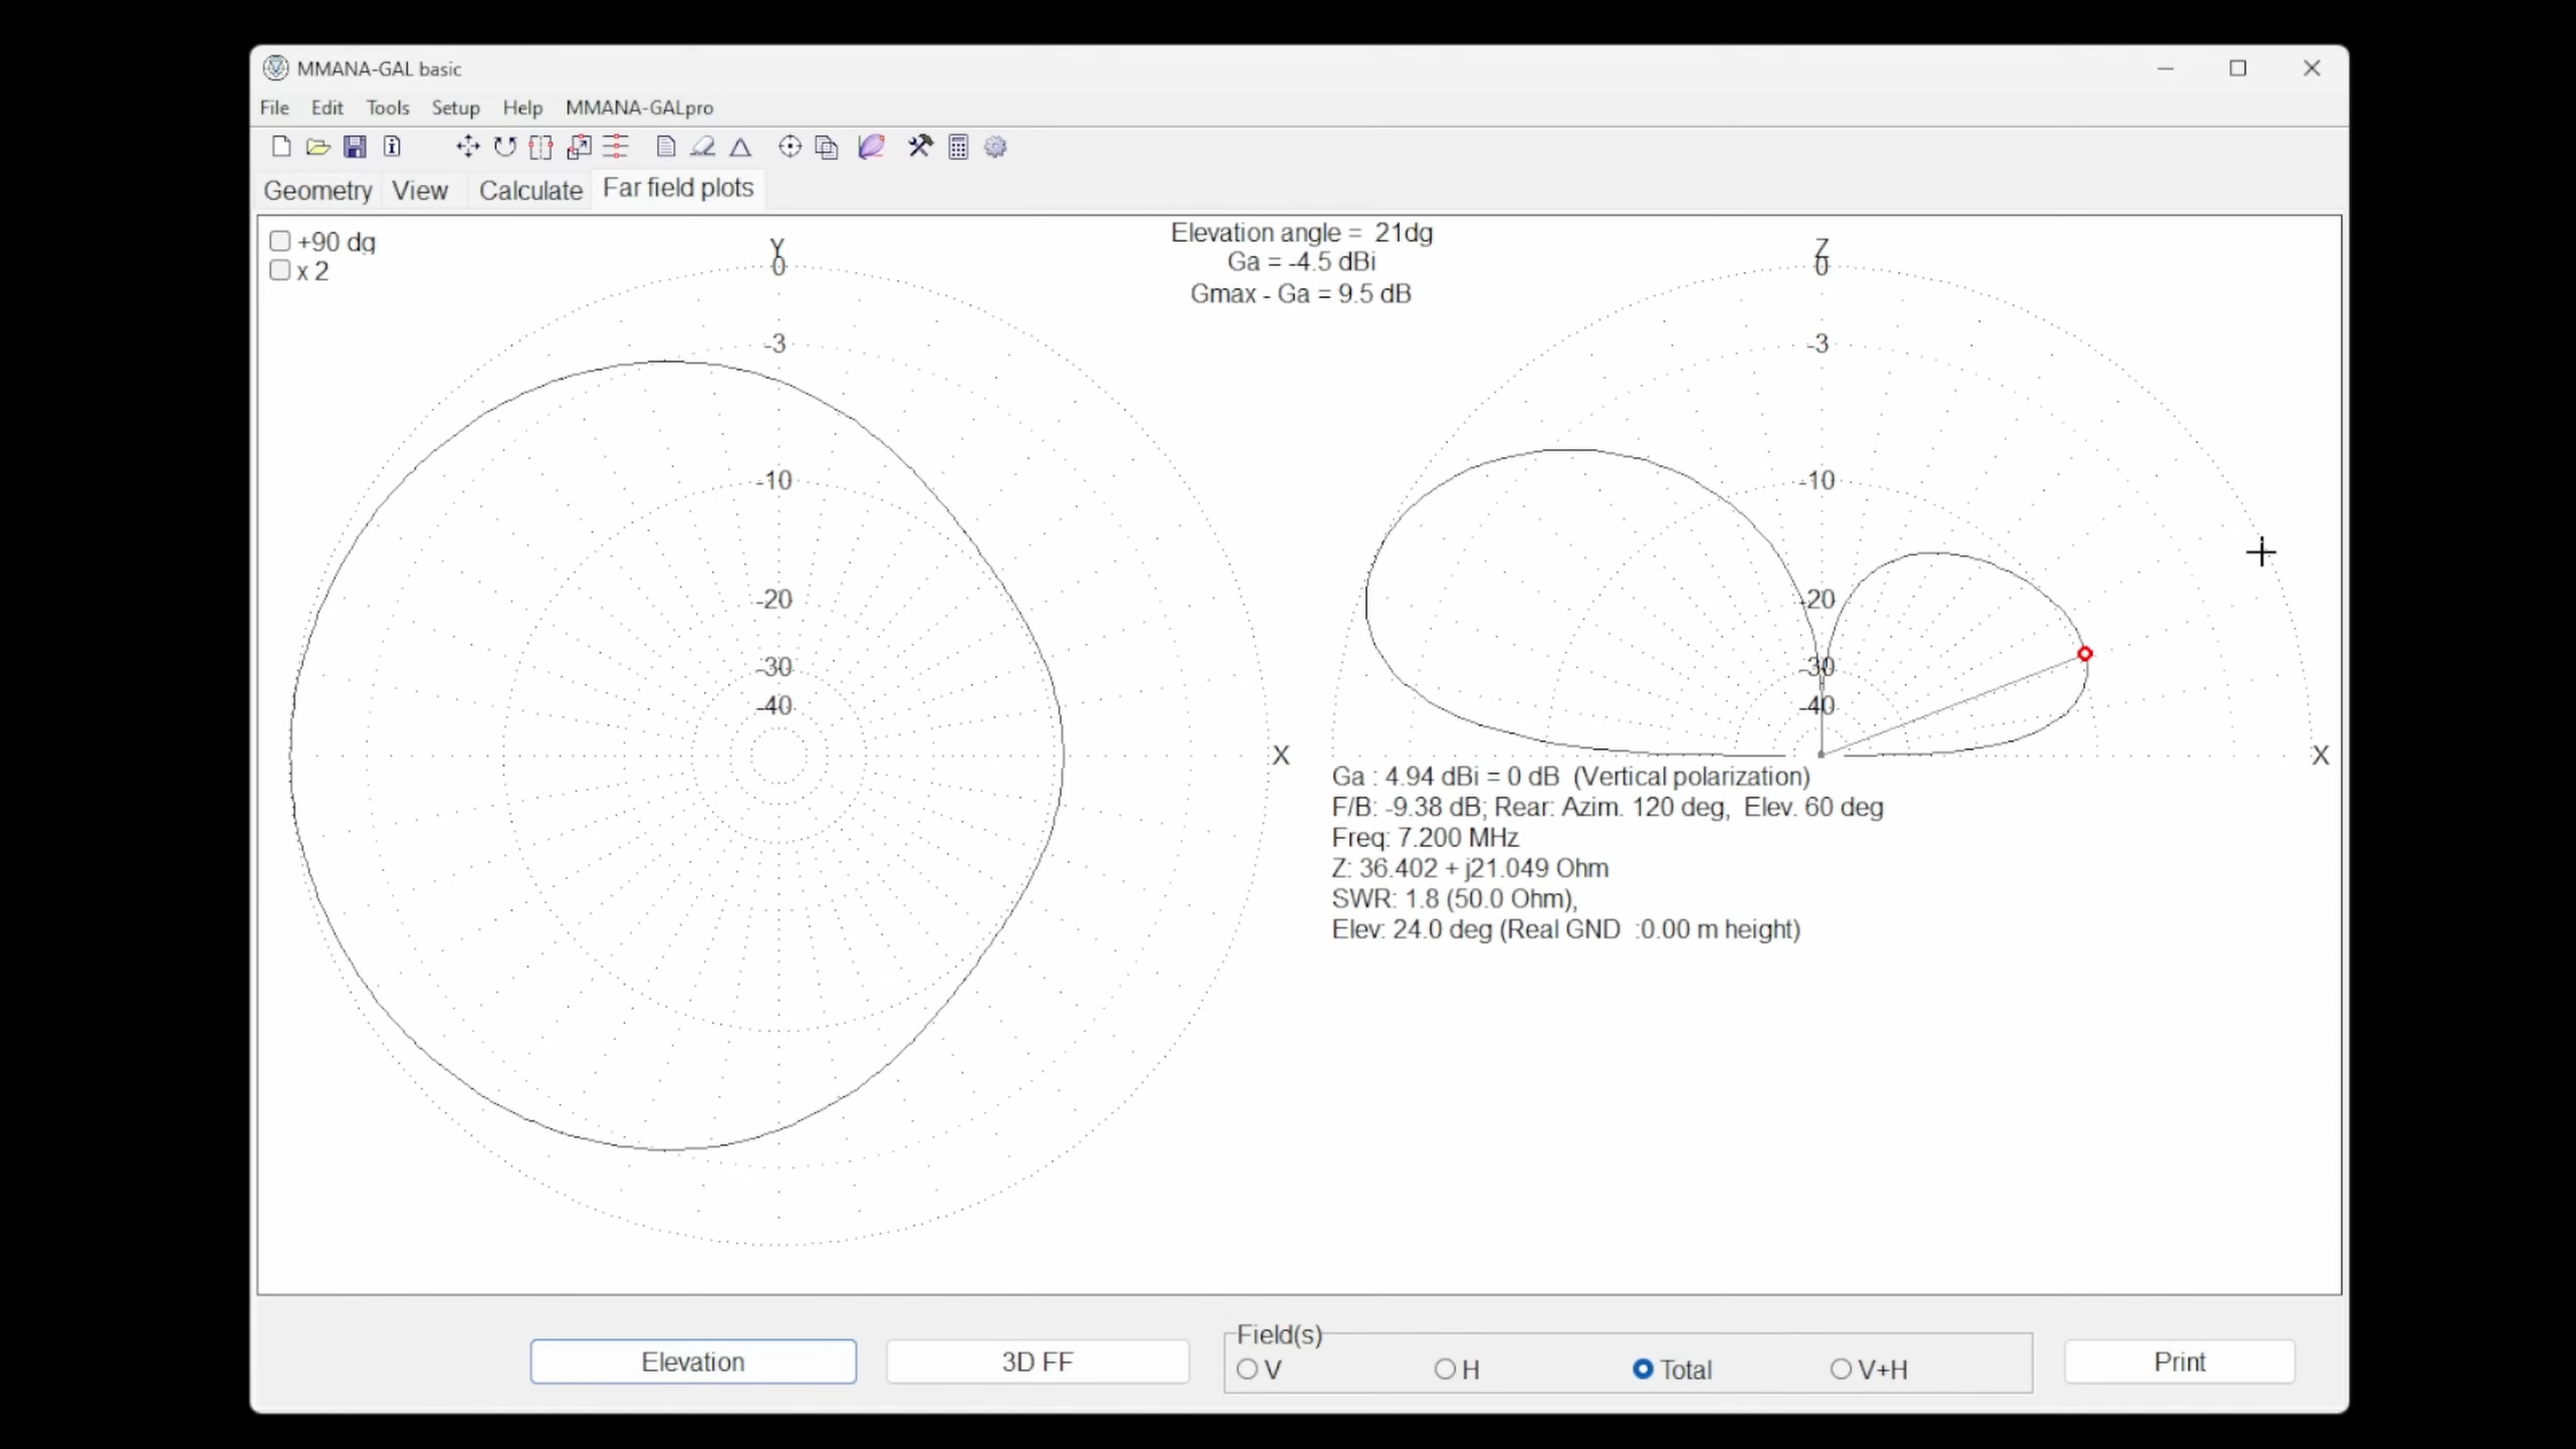 MMANA-GAL basic
File Edit Tools Setup Help MMANA-GALpro
Geometry View Calculate Far field plots
+90 dg
x 2
Y
0
-3
-10
-20
-30
-40
X
Elevation angle = 21dg
Ga = -4.5 dBi
Gmax - Ga = 9.5 dB
Z
0
-3
-10
-20
-30
-40
X
Ga : 4.94 dBi = 0 dB (Vertical polarization)
F/B: -9.38 dB; Rear: Azim. 120 deg, Elev. 60 deg
Freq: 7.200 MHz
Z: 36.402 + j21.049 Ohm
SWR: 1.8 (50.0 Ohm),
Elev: 24.0 deg (Real GND :0.00 m height)
Elevation
3D FF
Field(s)
V H Total V+H
Print